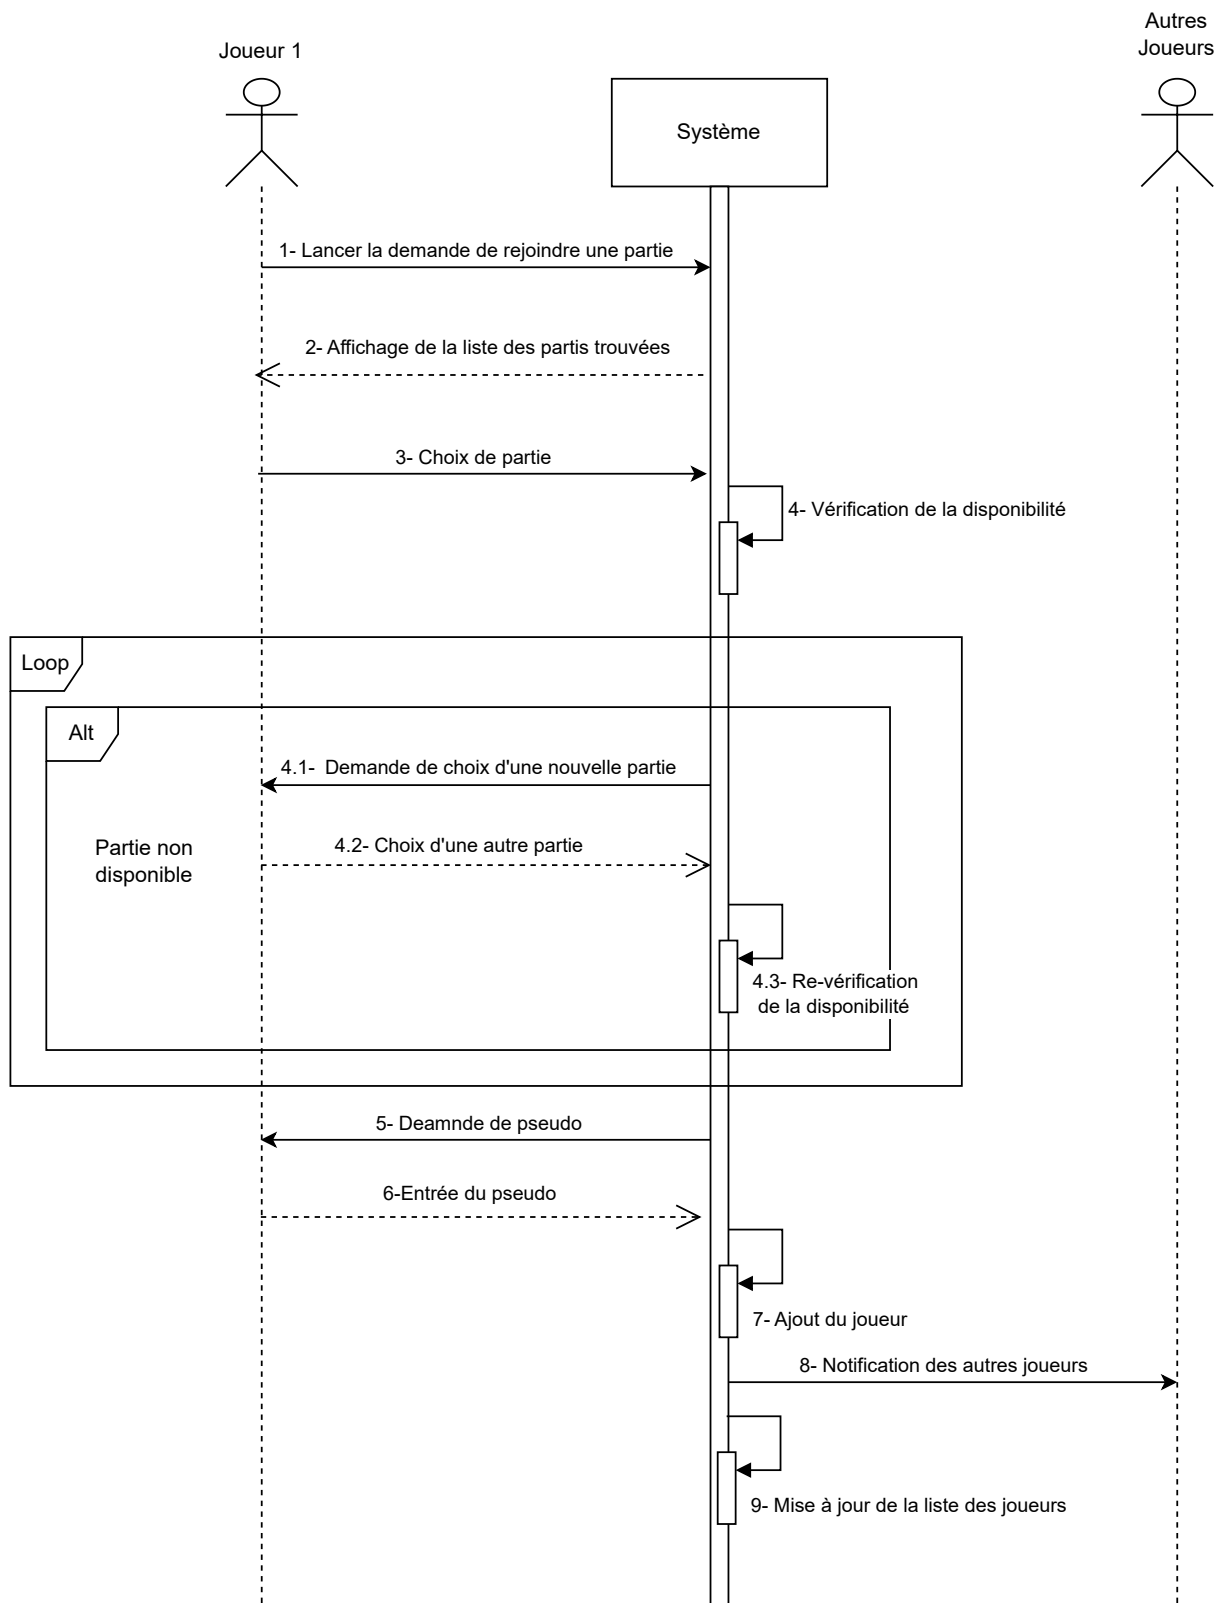 Autres
Joueurs
Joueur 1
Système
1- Lancer la demande de rejoindre une partie
2- Affichage de la liste des partis trouvées
3- Choix de partie
4- Vérification de la disponibilité
Loop
Alt
4.1-  Demande de choix d'une nouvelle partie
4.2- Choix d'une autre partie
Partie non
disponible
4.3- Re-vérification
de la disponibilité
5- Deamnde de pseudo
6-Entrée du pseudo
7- Ajout du joueur
8- Notification des autres joueurs
9- Mise à jour de la liste des joueurs